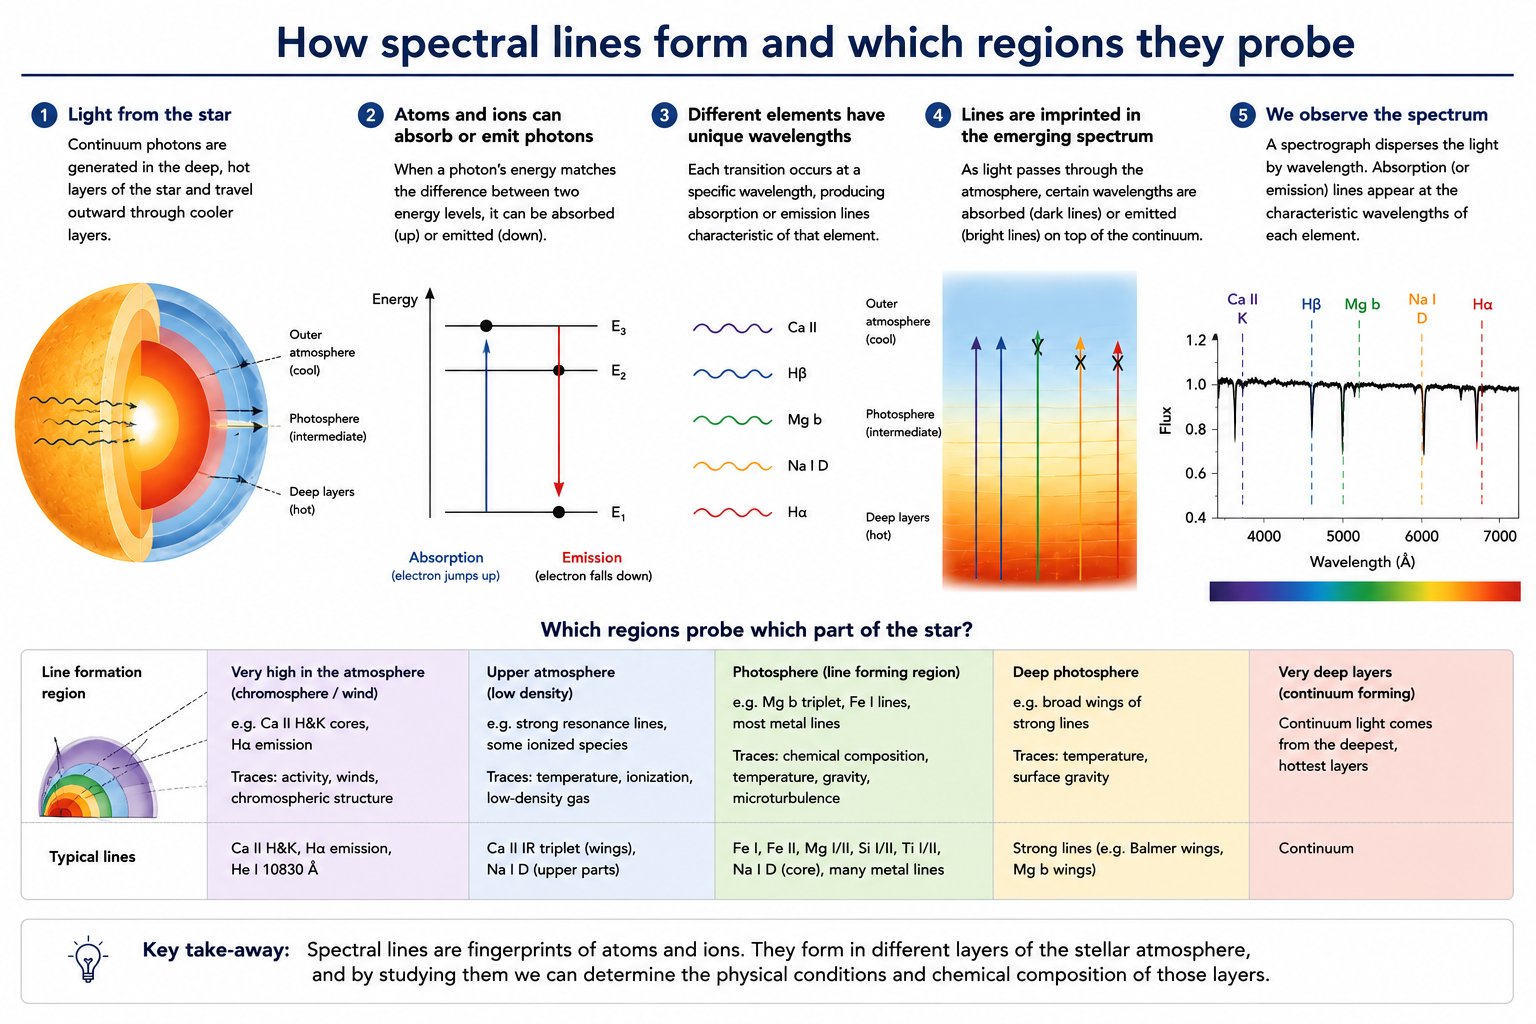 How spectral lines form and which regions they probe
1 Light from the star
Continuum photons are
generated in the deep, hot
layers of the star and travel
outward through cooler
layers.
2 Atoms and ions can
absorb or emit photons
When a photon's energy matches
the difference between two
energy levels, it can be absorbed
(up) or emitted (down).
3 Different elements have
unique wavelengths
Each transition occurs at a
specific wavelength, producing
absorption or emission lines
characteristic of that element.
4 Lines are imprinted in
the emerging spectrum
As light passes through the
atmosphere, certain wavelengths are
absorbed (dark lines) or emitted
(bright lines) on top of the continuum.
5 We observe the spectrum
A spectrograph disperses the light
by wavelength. Absorption (or
emission) lines appear at the
characteristic wavelengths of
each element.
Outer
atmosphere
(cool)
Photosphere
(intermediate)
Deep layers
(hot)
Energy
E3
E2
E1
Absorption
(electron jumps up)
Emission
(electron falls down)
Ca II
Hβ
Mg b
Na I D
Hα
Outer
atmosphere
(cool)
Photosphere
(intermediate)
Deep layers
(hot)
Ca II
K
Hβ
Mg b
Na I
D
Hα
1.2
1.0
0.8
0.6
0.4
Flux
4000 5000 6000 7000
Wavelength (Å)
Which regions probe which part of the star?
Line formation
region
Very high in the atmosphere
(chromosphere / wind)
e.g. Ca II H&K cores,
Hα emission
Traces: activity, winds,
chromospheric structure
Upper atmosphere
(low density)
e.g. strong resonance lines,
some ionized species
Traces: temperature, ionization,
low-density gas
Photosphere (line forming region)
e.g. Mg b triplet, Fe I lines,
most metal lines
Traces: chemical composition,
temperature, gravity,
microturbulence
Deep photosphere
e.g. broad wings of
strong lines
Traces: temperature,
surface gravity
Very deep layers
(continuum forming)
Continuum light comes
from the deepest,
hottest layers
Typical lines
Ca II H&K, Hα emission,
He I 10830 Å
Ca II IR triplet (wings),
Na I D (upper parts)
Fe I, Fe II, Mg I/II, Si I/II, Ti I/II,
Na I D (core), many metal lines
Strong lines (e.g. Balmer wings,
Mg b wings)
Continuum
Key take-away: Spectral lines are fingerprints of atoms and ions. They form in different layers of the stellar atmosphere,
and by studying them we can determine the physical conditions and chemical composition of those layers.